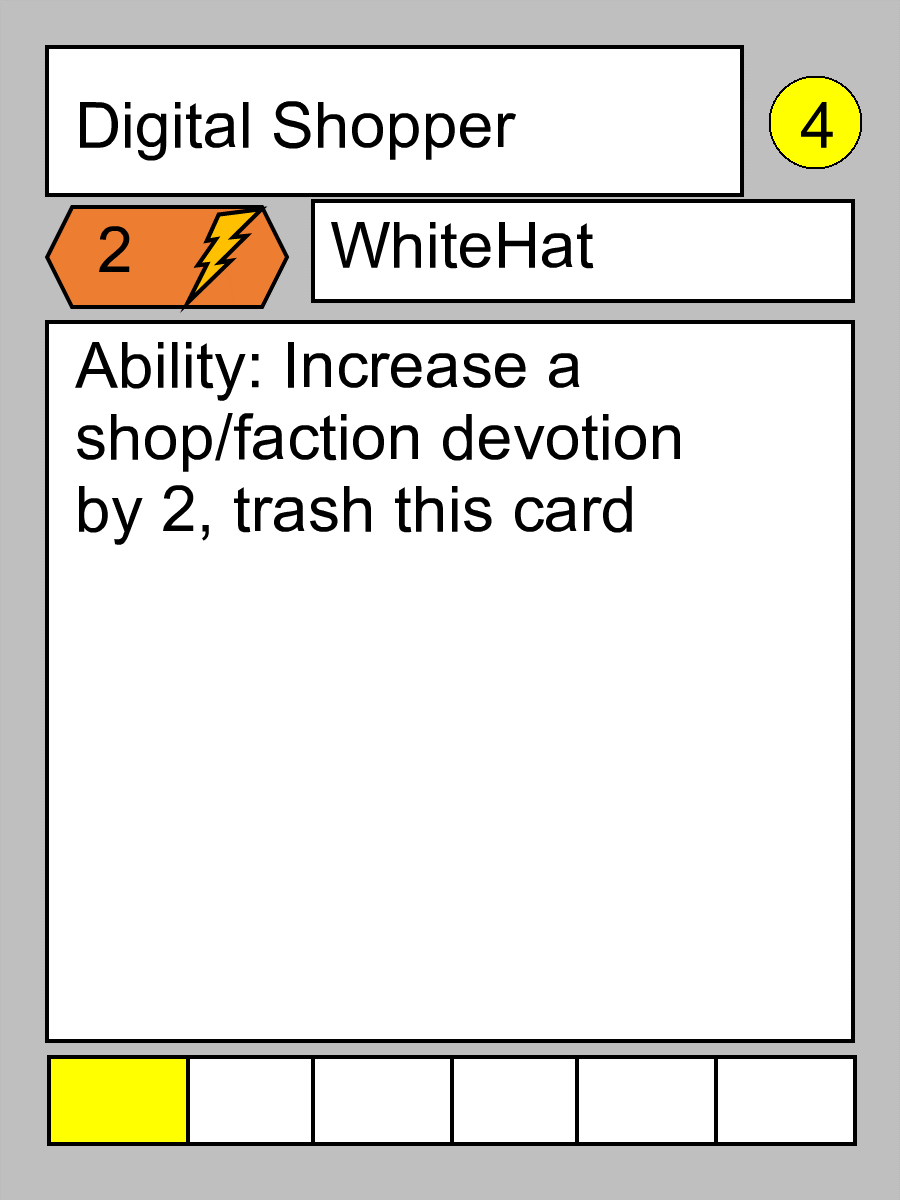 Digital Shopper
4
2
WhiteHat
Ability: Increase a
shop/faction devotion
by 2, trash this card